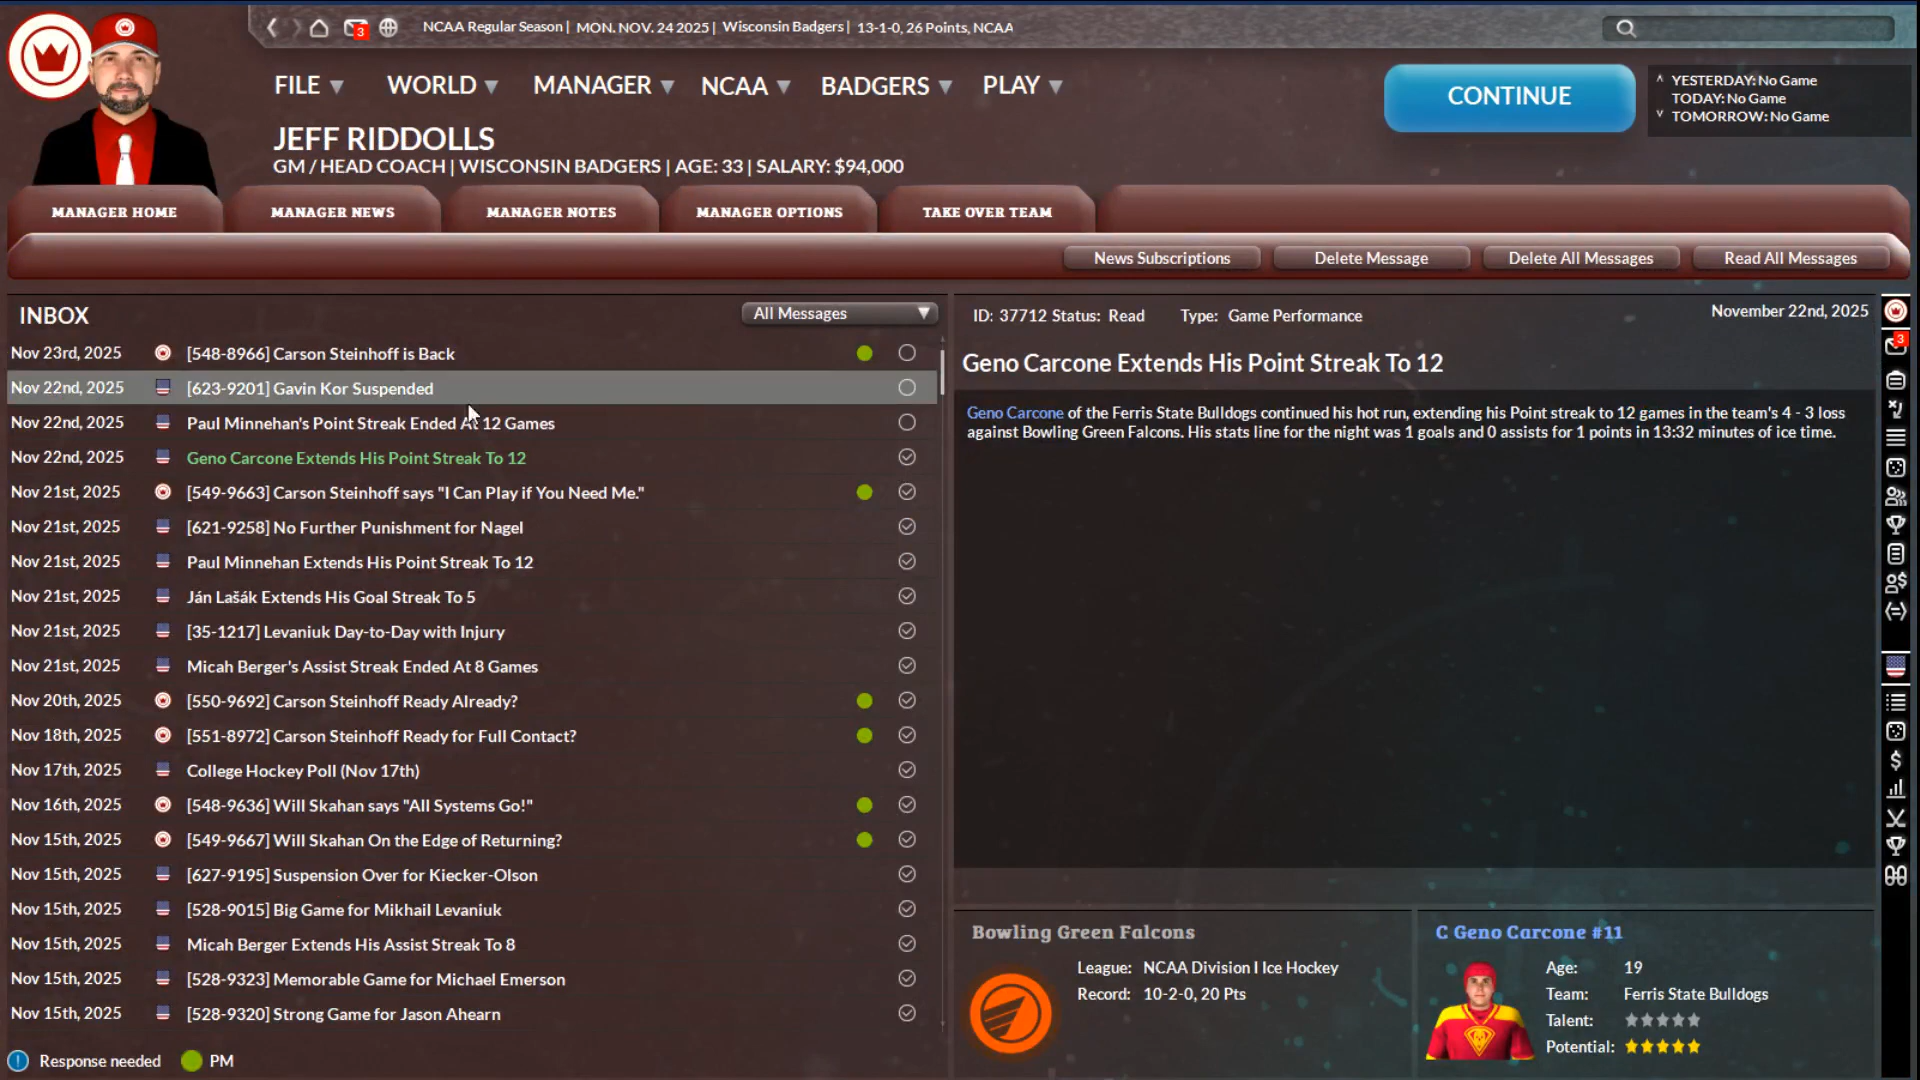 NCAA Regular Season | MON. NOV. 24 2025 | Wisconsin Badgers | 13-1-0, 26 Points, NCAA
3
FILE WORLD MANAGER NCAA BADGERS PLAY
CONTINUE
YESTERDAY: No Game
TODAY: No Game
TOMORROW: No Game
JEFF RIDDOLLS
GM / HEAD COACH | WISCONSIN BADGERS | AGE: 33 | SALARY: $94,000
MANAGER HOME MANAGER NEWS MANAGER NOTES MANAGER OPTIONS TAKE OVER TEAM
News Subscriptions Delete Message Delete All Messages Read All Messages
INBOX
All Messages
Nov 23rd, 2025 [548-8966] Carson Steinhoff is Back
Nov 22nd, 2025 [623-9201] Gavin Kor Suspended
Nov 22nd, 2025 Paul Minnehan's Point Streak Ended At 12 Games
Nov 22nd, 2025 Geno Carcone Extends His Point Streak To 12
Nov 21st, 2025 [549-9663] Carson Steinhoff says "I Can Play if You Need Me."
Nov 21st, 2025 [621-9258] No Further Punishment for Nagel
Nov 21st, 2025 Paul Minnehan Extends His Point Streak To 12
Nov 21st, 2025 Ján Lašák Extends His Goal Streak To 5
Nov 21st, 2025 [35-1217] Levaniuk Day-to-Day with Injury
Nov 21st, 2025 Micah Berger's Assist Streak Ended At 8 Games
Nov 20th, 2025 [550-9692] Carson Steinhoff Ready Already?
Nov 18th, 2025 [551-8972] Carson Steinhoff Ready for Full Contact?
Nov 17th, 2025 College Hockey Poll (Nov 17th)
Nov 16th, 2025 [548-9636] Will Skahan says "All Systems Go!"
Nov 15th, 2025 [549-9667] Will Skahan On the Edge of Returning?
Nov 15th, 2025 [627-9195] Suspension Over for Kiecker-Olson
Nov 15th, 2025 [528-9015] Big Game for Mikhail Levaniuk
Nov 15th, 2025 Micah Berger Extends His Assist Streak To 8
Nov 15th, 2025 [528-9323] Memorable Game for Michael Emerson
Nov 15th, 2025 [528-9320] Strong Game for Jason Ahearn
Response needed PM
ID: 37712 Status: Read Type: Game Performance November 22nd, 2025
Geno Carcone Extends His Point Streak To 12
Geno Carcone of the Ferris State Bulldogs continued his hot run, extending his Point streak to 12 games in the team's 4 - 3 loss
against Bowling Green Falcons. His stats line for the night was 1 goals and 0 assists for 1 points in 13:32 minutes of ice time.
Bowling Green Falcons
League: NCAA Division I Ice Hockey
Record: 10-2-0, 20 Pts
C Geno Carcone #11
Age: 19
Team: Ferris State Bulldogs
Talent:
Potential:
3